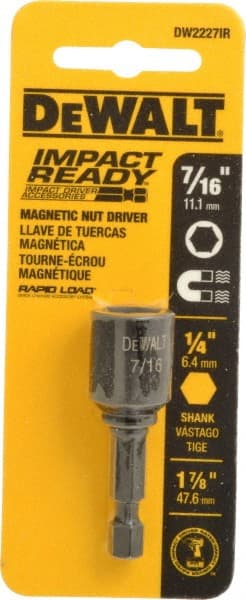 DW2227IR
DEWALT
IMPACT
READY
IMPACT DRIVER
ACCESSORIES
MAGNETIC NUT DRIVER
LLAVE DE TUERCAS
MAGNÉTICA
TOURNE-ÉCROU
MAGNÉTIQUE
RAPID LOAD
7/16"
11.1 mm
1/4"
6.4 mm
SHANK
VÁSTAGO
TIGE
1 7/8"
47.6 mm
DEWALT
7/16